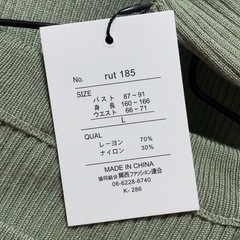 No. rut 185
SIZE
バスト 87～91
身長 160～166
ウエスト 66～71
L
QUAL
レーヨン 70%
ナイロン 30%
MADE IN CHINA
協同組合 関西ファッション連合
06-6228-6740
K- 286